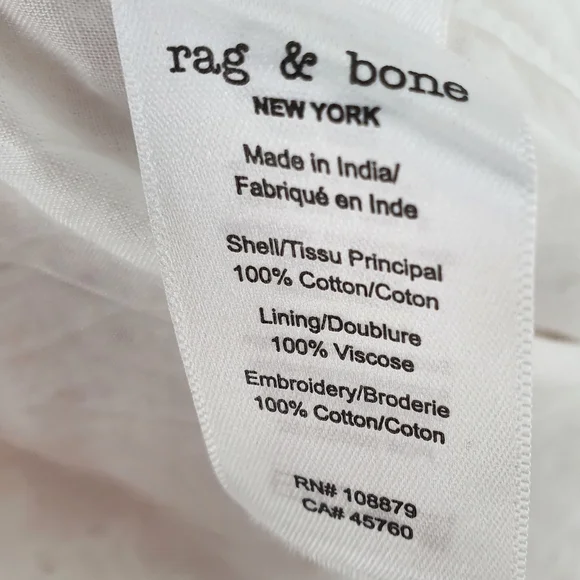 rag & bone
NEW YORK
Made in India/
Fabriqué en Inde
Shell/Tissu Principal
100% Cotton/Coton
Lining/Doublure
100% Viscose
Embroidery/Broderie
100% Cotton/Coton
RN# 108879
CA# 45760